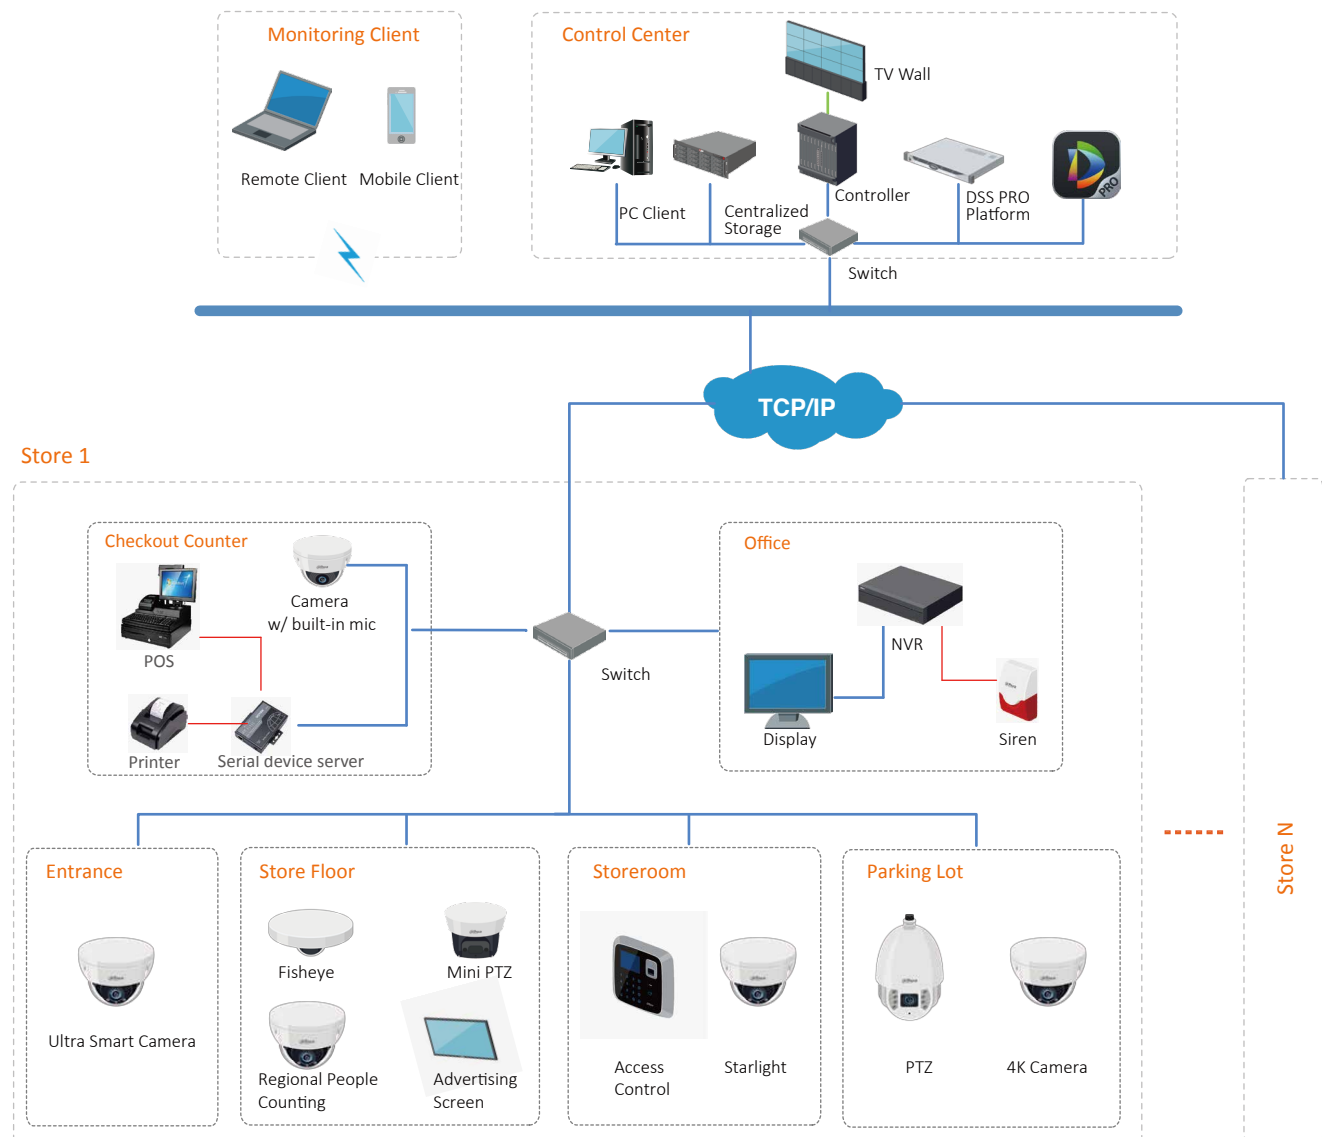 Monitoring Client
Remote Client
Mobile Client
Control Center
TV Wall
PC Client
Centralized
Storage
Controller
DSS PRO
Platform
PRO
Switch
TCP/IP
Store 1
Checkout Counter
Camera
w/ built-in mic
POS
Printer
Serial device server
Switch
Office
NVR
Display
Siren
Entrance
Ultra Smart Camera
Store Floor
Fisheye
Mini PTZ
Regional People
Counting
Advertising
Screen
Storeroom
Access
Control
Starlight
Parking Lot
PTZ
4K Camera
Store N